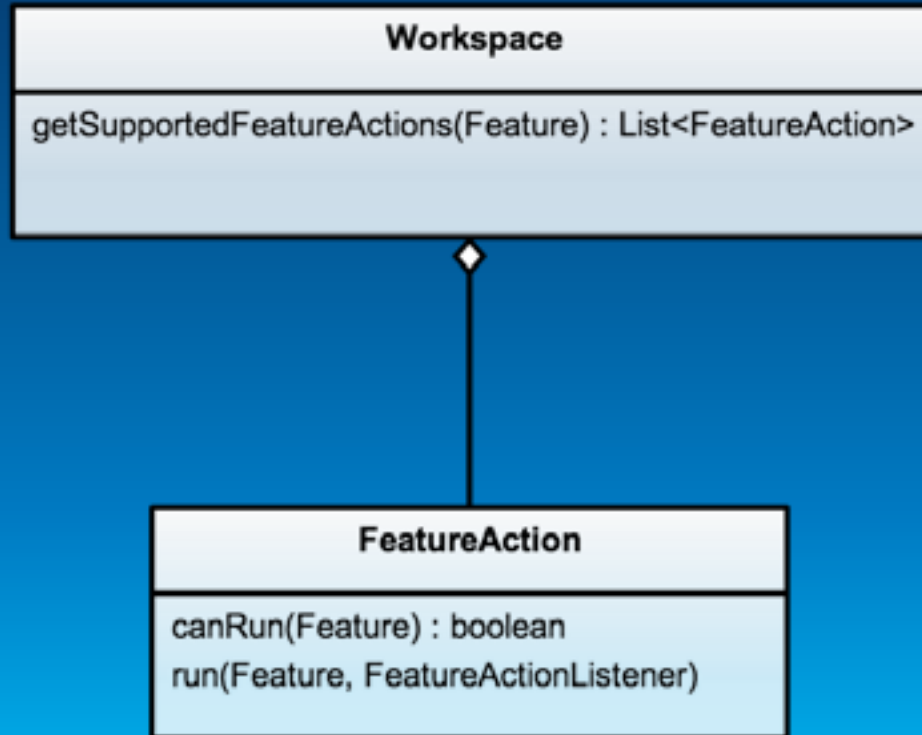 Workspace
getSupportedFeatureActions(Feature) : List<FeatureAction>
FeatureAction
canRun(Feature) : boolean
run(Feature, FeatureActionListener)